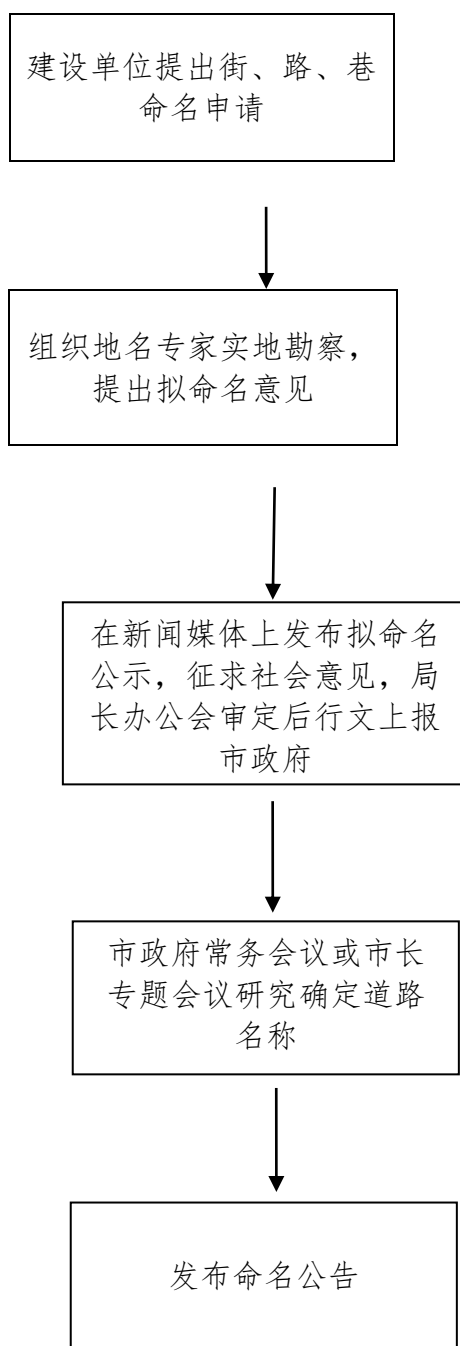 建设单位提出街、路、巷
命名申请
组织地名专家实地勘察，
提出拟命名意见
在新闻媒体上发布拟命名
公示，征求社会意见，局
长办公会审定后行文上报
市政府
市政府常务会议或市长
专题会议研究确定道路
名称
发布命名公告